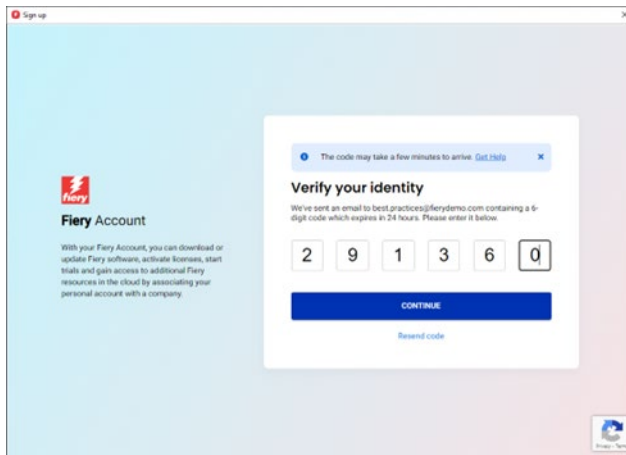 Sign up
The code may take a few minutes to arrive. Get Help
Verify your identity
We've sent an email to best.practices@fierydemo.com containing a 6-
digit code which expires in 24 hours. Please enter it below.
2 9 1 3 6 0
CONTINUE
Resend code
fiery
Fiery Account
With your Fiery Account, you can download or
update Fiery software, activate licenses, start
trials and gain access to additional Fiery
resources in the cloud by associating your
personal account with a company.
Privacy - Terms